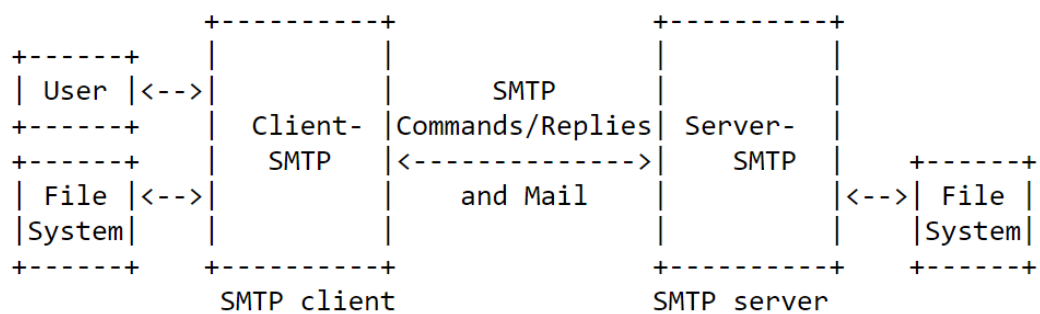 +----------+                +----------+
+------+    |          |                |          |
| User |<-->|          |      SMTP      |          |
+------+    |  Client- |Commands/Replies| Server-  |
+------+    |   SMTP   |<-------------->|    SMTP  |    +------+
| File |<-->|          |    and Mail    |          |<-->| File |
|System|    |          |                |          |    |System|
+------+    +----------+                +----------+    +------+
             SMTP client                SMTP server